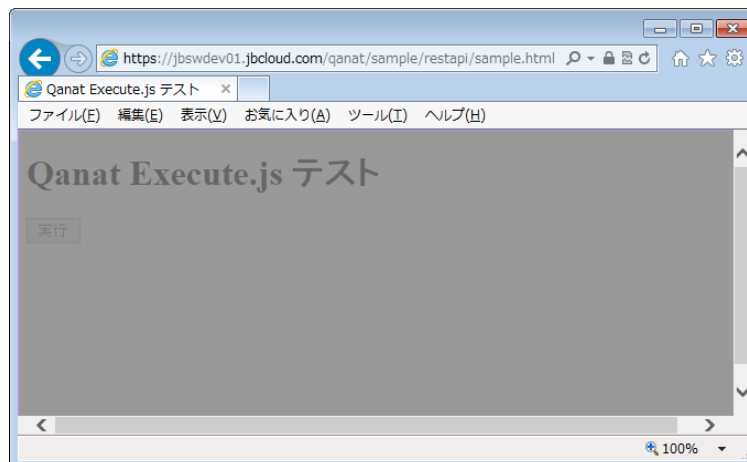 https://jbswdev01.jbcloud.com/qanat/sample/restapi/sample.html
Qanat Execute.js テスト
ファイル(F) 編集(E) 表示(V) お気に入り(A) ツール(T) ヘルプ(H)
Qanat Execute.js テスト
実行
100%